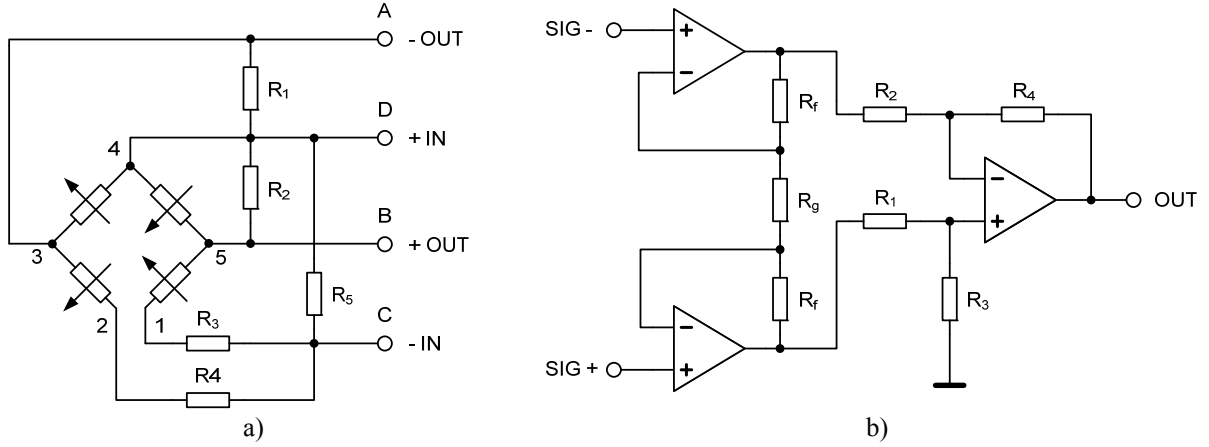 A
- OUT
R1
D
+ IN
4
R2
B
+ OUT
3
5
R5
2
1
R3
C
- IN
R4
a)
SIG -
+
-
Rf
R2
R4
Rg
-
+
OUT
R1
-
+
Rf
R3
SIG +
b)